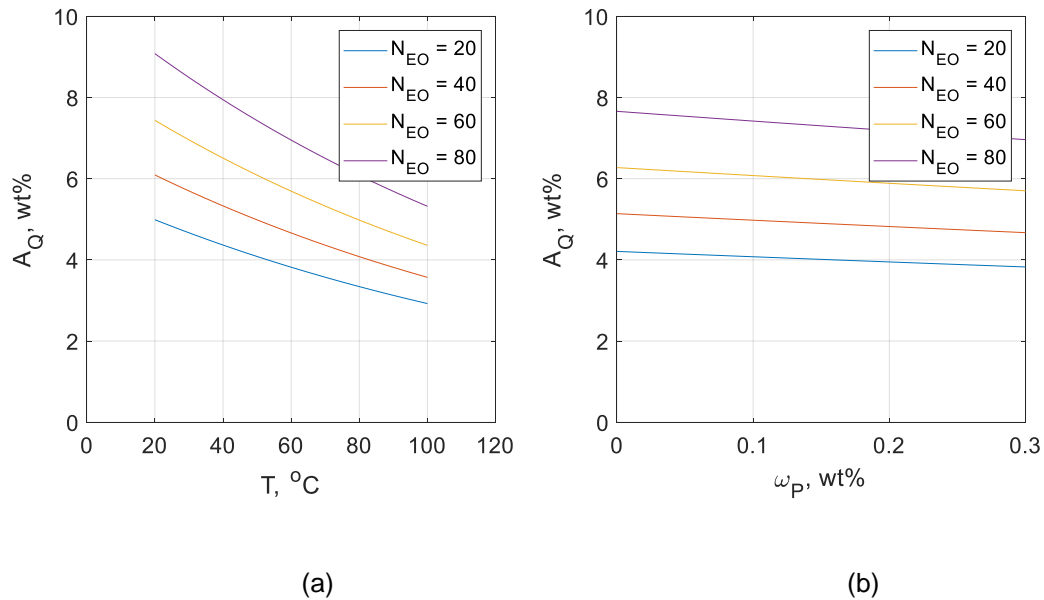 10
8
6
4
2
0
A_Q, wt%
0
20
40
60
80
100
120
T, °C
N_EO = 20
N_EO = 40
N_EO = 60
N_EO = 80
(a)
10
8
6
4
2
0
A_Q, wt%
0
0.1
0.2
0.3
ω_P, wt%
N_EO = 20
N_EO = 40
N_EO = 60
N_EO = 80
(b)